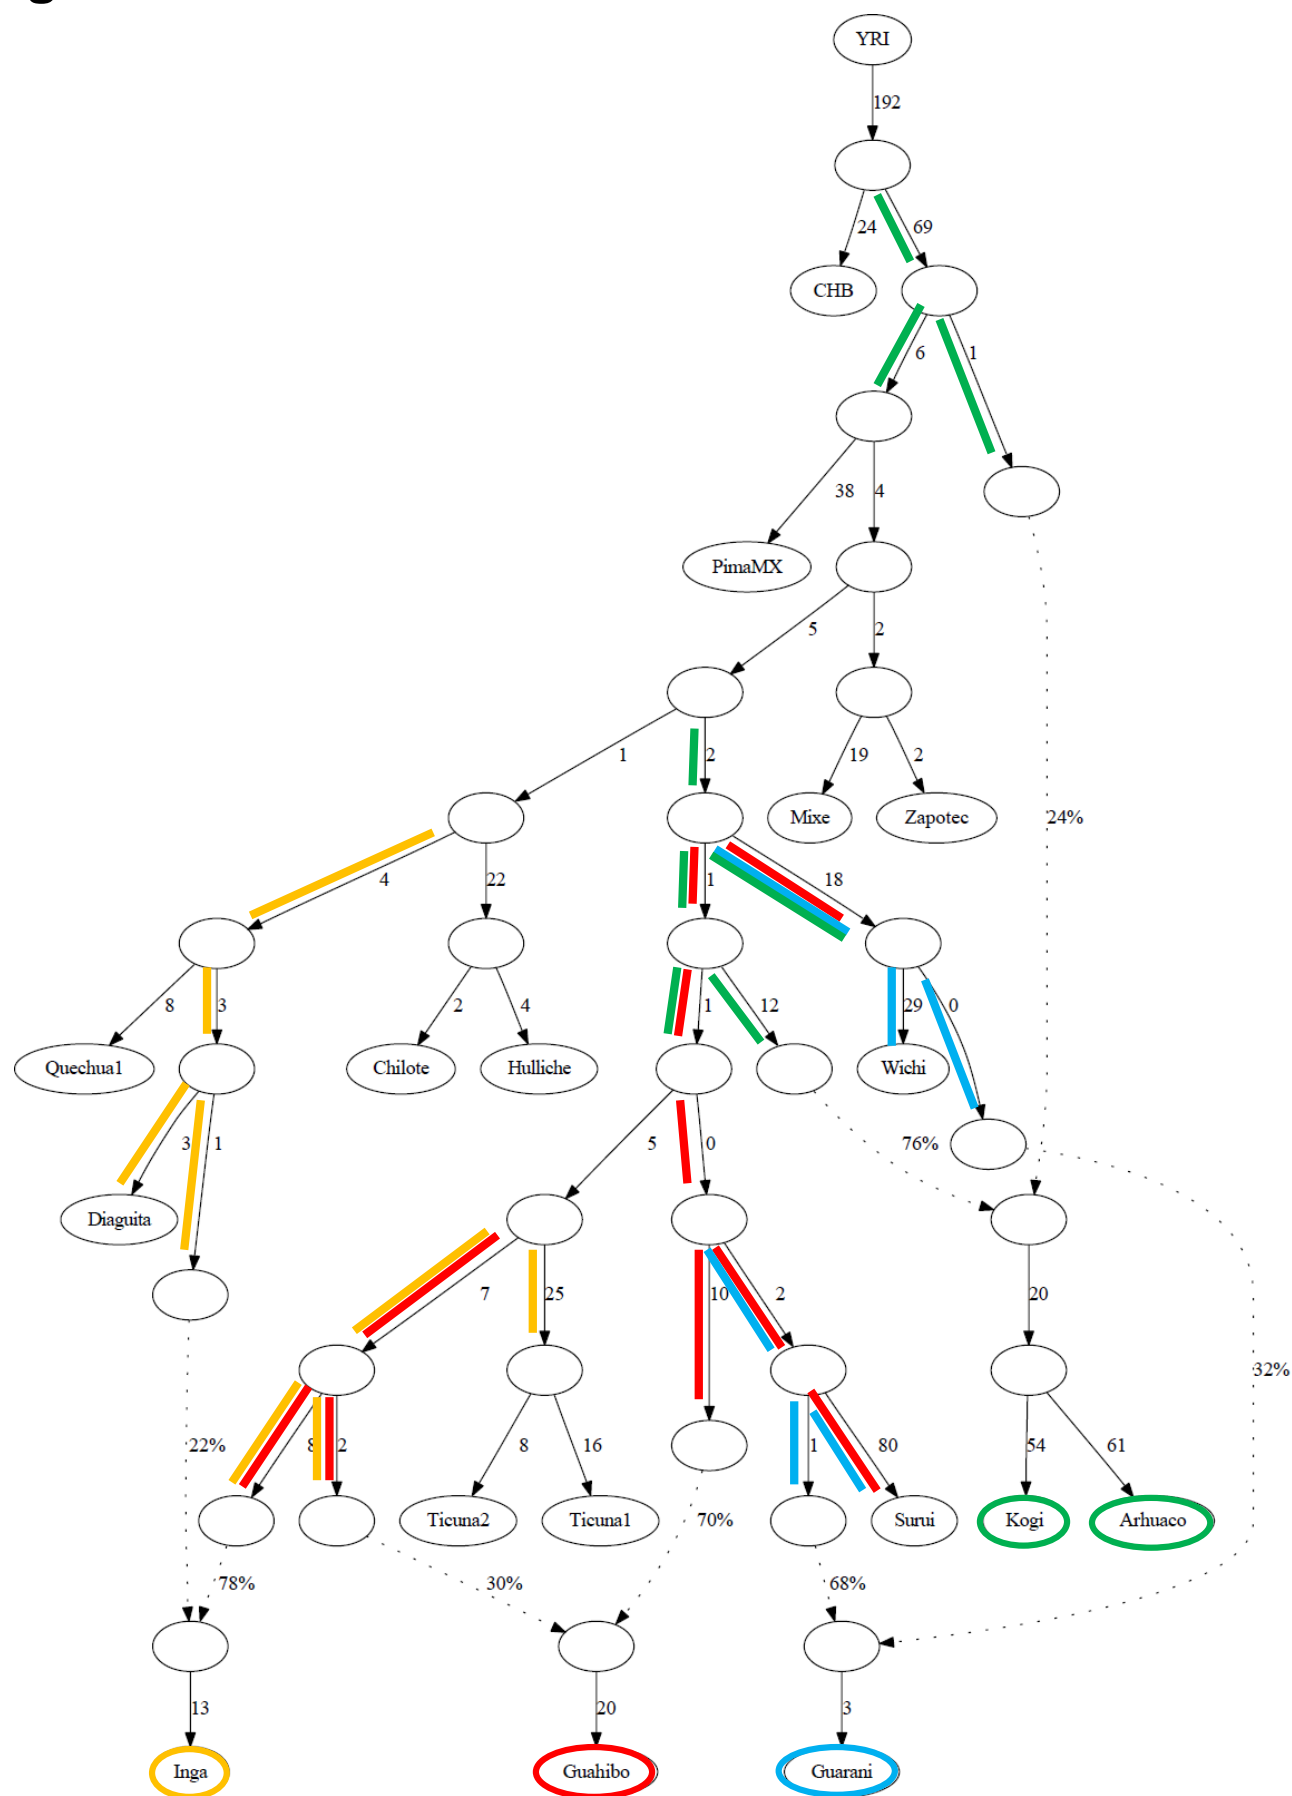 YRI
192
24 69
CHB
6 1
38 4
PimaMX
5 2
1 2 19 2
Mixe Zapotec 24%
4 22 1 18
8 3 2 4 1 12 29 0
Quechua1 Chilote Hulliche Wichi
3 1 5 0 76%
Diaguita
7 25 10 2 20
32%
22% 8 2 8 16 1 80 54 61
Ticuna2 Ticuna1 70% Surui Kogi Arhuaco
78% 30% 68%
13 20 3
Inga Guahibo Guarani